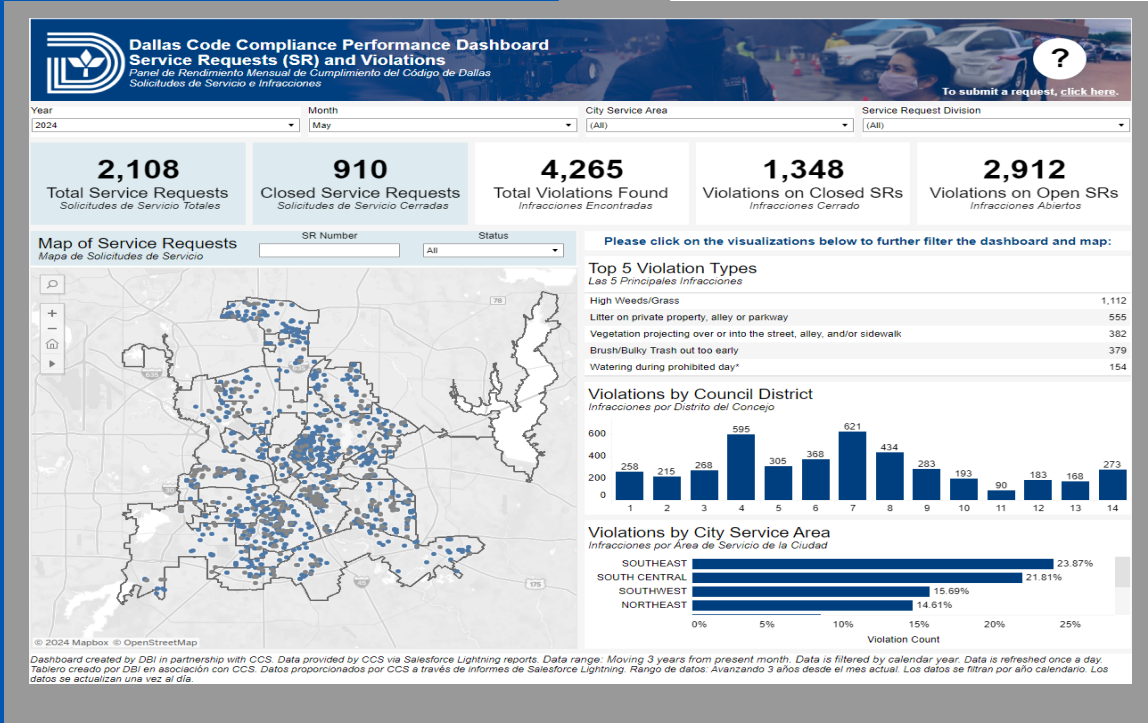 Dallas Code Compliance Performance Dashboard
Service Requests (SR) and Violations
Panel de Rendimiento Mensual de Cumplimiento del Código de Dallas
Solicitudes de Servicio e Infracciones
?
To submit a request, click here.
Year
Month
City Service Area
Service Request Division
2024
May
(All)
(All)
2,108
Total Service Requests
Solicitudes de Servicio Totales
910
Closed Service Requests
Solicitudes de Servicio Cerradas
4,265
Total Violations Found
Infracciones Encontradas
1,348
Violations on Closed SRs
Infracciones Cerrado
2,912
Violations on Open SRs
Infracciones Abiertos
Map of Service Requests
Mapa de Solicitudes de Servicio
SR Number
Status
All
78
635
175
© 2024 Mapbox © OpenStreetMap
Please click on the visualizations below to further filter the dashboard and map:
Top 5 Violation Types
Las 5 Principales Infracciones
High Weeds/Grass 1,112
Litter on private property, alley or parkway 555
Vegetation projecting over or into the street, alley, and/or sidewalk 382
Brush/Bulky Trash out too early 379
Watering during prohibited day* 154
Violations by Council District
Infracciones por Distrito del Concejo
600
400
200
0
258 215 268 595 305 368 621 434 283 193 90 183 168 273
1 2 3 4 5 6 7 8 9 10 11 12 13 14
Violations by City Service Area
Infracciones por Área de Servicio de la Ciudad
SOUTHEAST 23.87%
SOUTH CENTRAL 21.81%
SOUTHWEST 15.69%
NORTHEAST 14.61%
0% 5% 10% 15% 20% 25%
Violation Count
Dashboard created by DBI in partnership with CCS. Data provided by CCS via Salesforce Lightning reports. Data range: Moving 3 years from present month. Data is filtered by calendar year. Data is refreshed once a day.
Tablero creado por DBI en asociación con CCS. Datos proporcionados por CCS a través de informes de Salesforce Lightning. Rango de datos: Avanzando 3 años desde el mes actual. Los datos se filtran por año calendario. Los
datos se actualizan una vez al día.